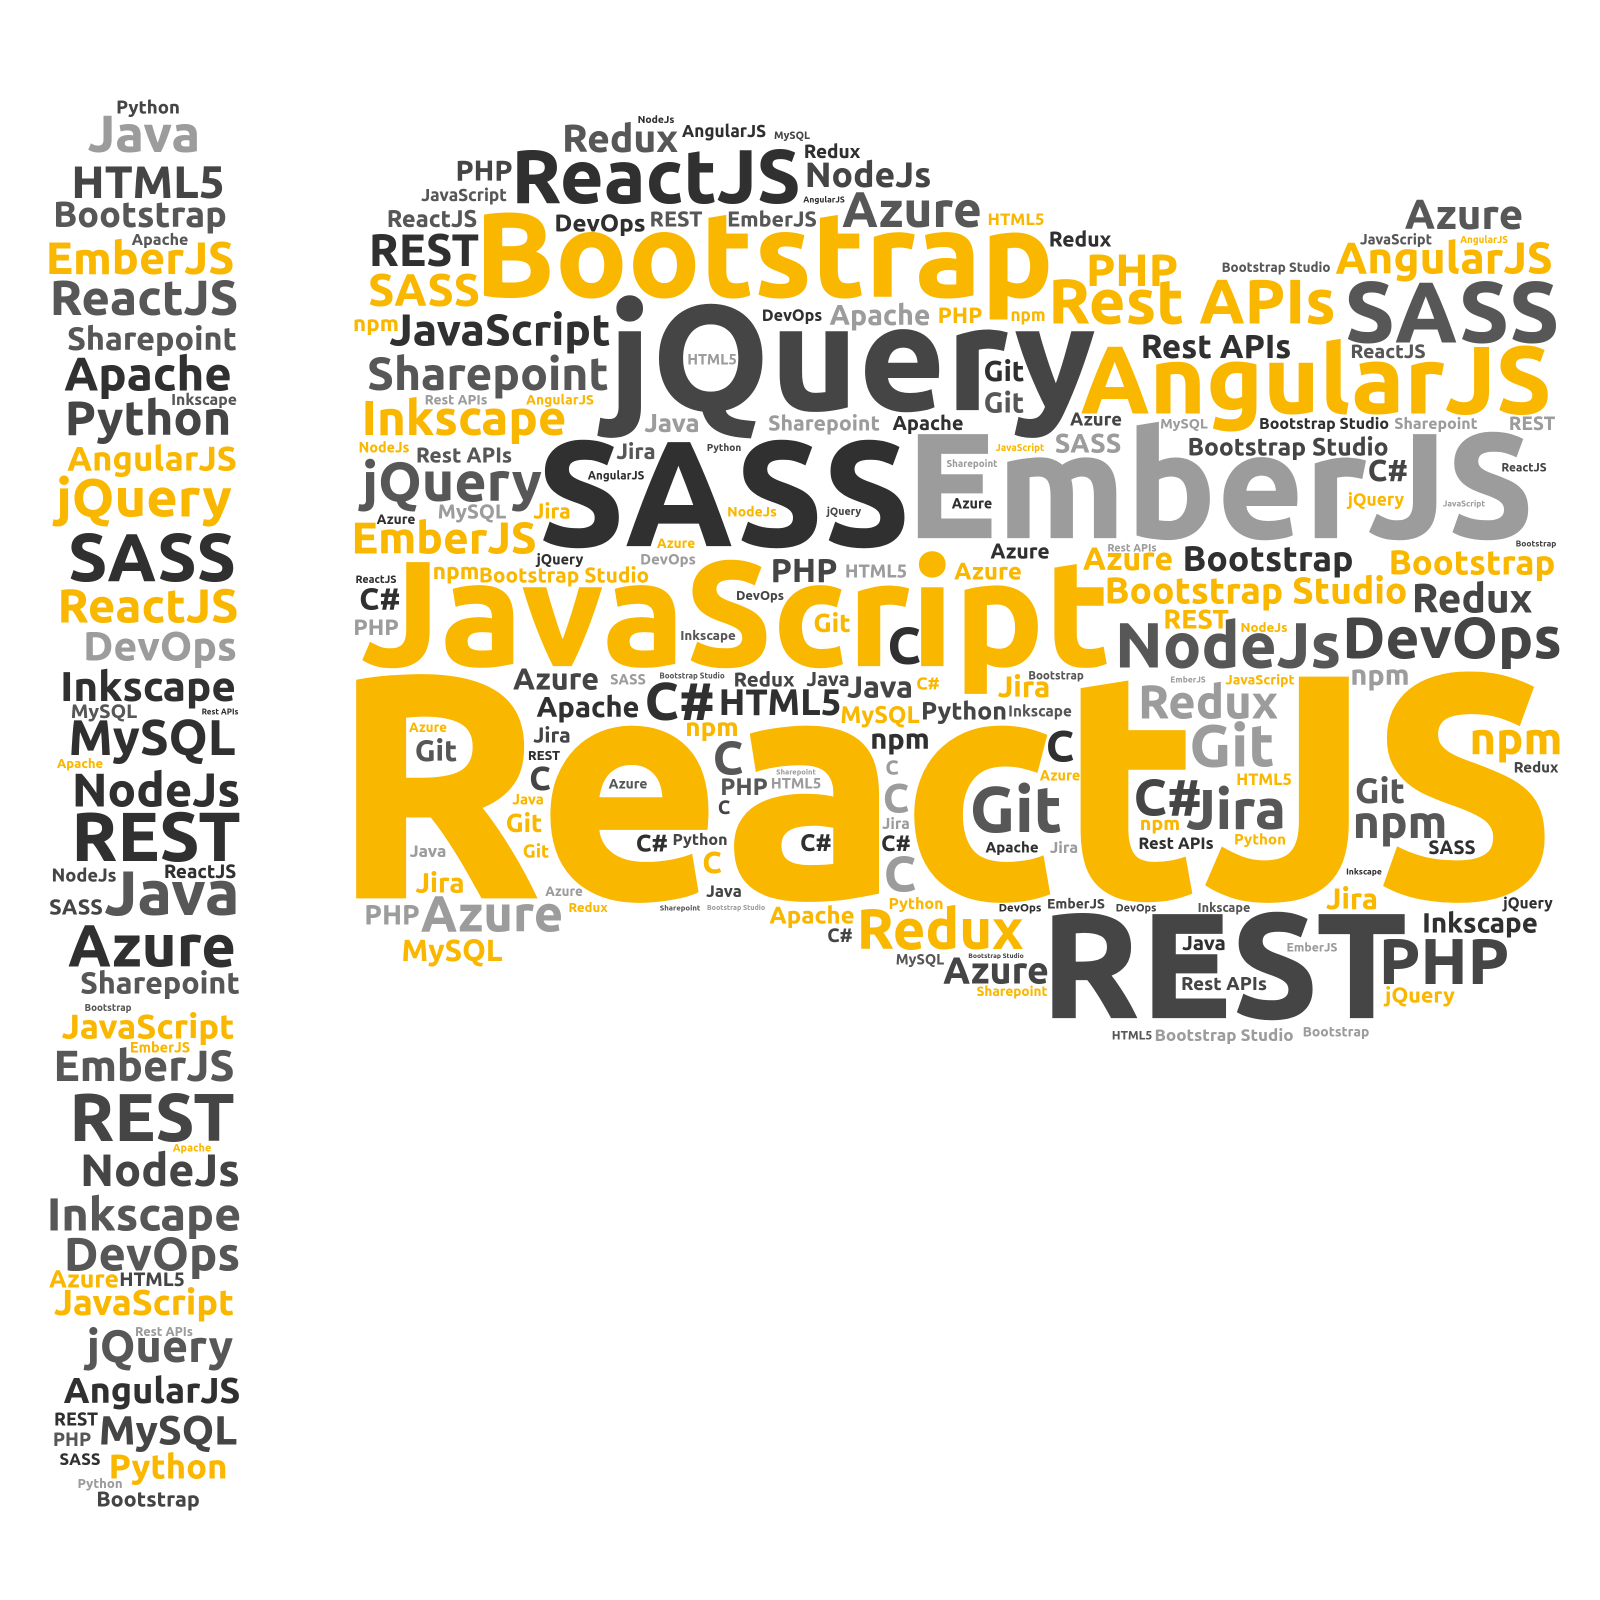 Python
Java
HTML5
Bootstrap
Apache
EmberJS
ReactJS
Sharepoint
Apache
Inkscape
Python
AngularJS
jQuery
SASS
ReactJS
DevOps
Inkscape
MySQL Rest APIs
MySQL
Apache
NodeJs
REST
NodeJs ReactJS
SASS Java
Azure
Sharepoint
Bootstrap
JavaScript
EmberJS
EmberJS
REST
Apache
NodeJs
Inkscape
DevOps
Azure HTML5
JavaScript
Rest APIs
jQuery
AngularJS
REST MySQL
PHP
SASS Python
Python
Bootstrap
NodeJs
Redux AngularJS MySQL
PHP ReactJS Redux
JavaScript NodeJs
AngularJS
ReactJS DevOps REST EmberJS Azure HTML5 Azure
REST Bootstrap Redux JavaScript AngularJS
SASS PHP Bootstrap Studio AngularJS
Rest APIs SASS
npm JavaScript jQuery DevOps Apache PHP npm
HTML5 Git Rest APIs ReactJS
Sharepoint Git AngularJS
Rest APIs AngularJS
Inkscape Java Sharepoint Apache Azure MySQL Bootstrap Studio Sharepoint REST
NodeJs Rest APIs Jira Python JavaScript SASS Bootstrap Studio
jQuery SASS AngularJS EmberJS Sharepoint C# ReactJS
MySQL Jira NodeJs jQuery Azure jQuery JavaScript
Azure
EmberJS Azure Azure Rest APIs Bootstrap
jQuery DevOps Azure Bootstrap Bootstrap
ReactJS npm Bootstrap Studio PHP HTML5 Azure
C# JavaScript DevOps Bootstrap Studio Redux
PHP Inkscape Git C REST NodeJs
NodeJs DevOps
Azure SASS Bootstrap Studio Redux Java Java C# Jira Bootstrap EmberJS JavaScript npm
Apache C# HTML5 MySQL Python Inkscape Redux
ReactJS Azure Git Jira npm C npm C Git npm
REST C Azure Sharepoint PHP HTML5 C Azure HTML5 Redux
Java C C Git C# Jira Git
Git Jira npm npm
Java Git C# Python C# C# Apache Jira Rest APIs Python SASS
Jira C C Inkscape
Azure Java Jira
PHP Azure Redux Sharepoint Bootstrap Studio Apache Python DevOps EmberJS DevOps Inkscape jQuery
MySQL C# Redux REST Java EmberJS PHP Inkscape
MySQL Bootstrap Studio
Azure Rest APIs
Sharepoint jQuery
HTML5 Bootstrap Studio Bootstrap